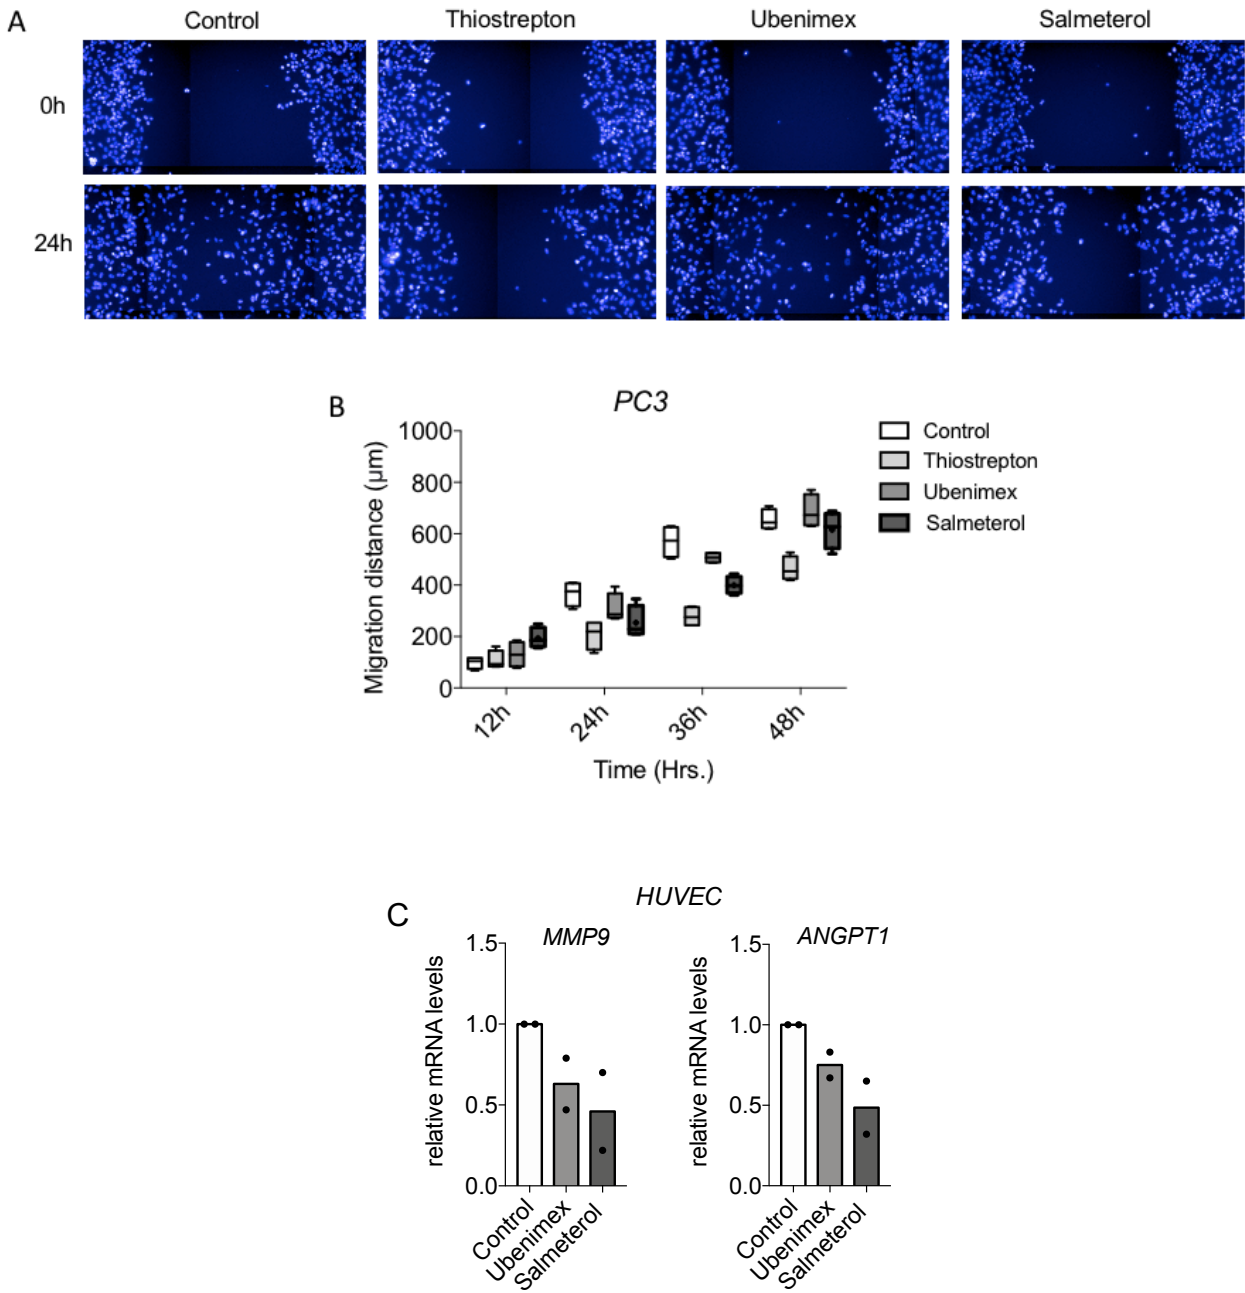 A
Control Thiostrepton Ubenimex Salmeterol
0h
24h
B
PC3
Migration distance (µm)
1000
800
600
400
200
0
12h 24h 36h 48h
Time (Hrs.)
Control
Thiostrepton
Ubenimex
Salmeterol
C
HUVEC
MMP9
relative mRNA levels
1.5
1.0
0.5
0.0
Control
Ubenimex
Salmeterol
ANGPT1
relative mRNA levels
1.5
1.0
0.5
0.0
Control
Ubenimex
Salmeterol